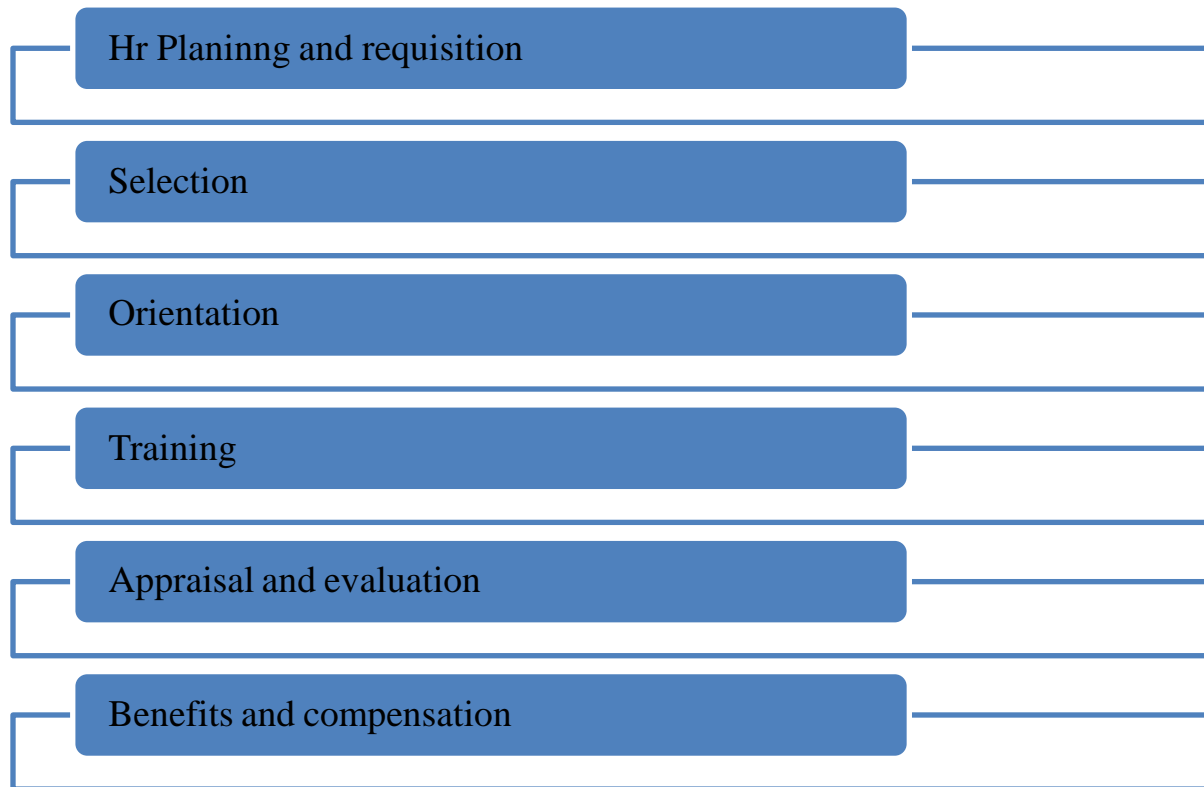 Hr Planinng and requisition
Selection
Orientation
Training
Appraisal and evaluation
Benefits and compensation